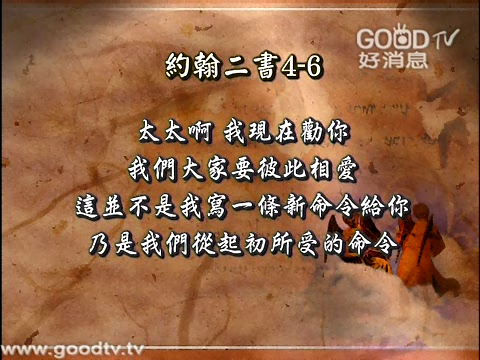 GOOD TV
好消息
約翰二書4-6
太太啊 我現在勸你
我們大家要彼此相愛
這並不是我寫一條新命令給你
乃是我們從起初所受的命令
www.goodtv.tv